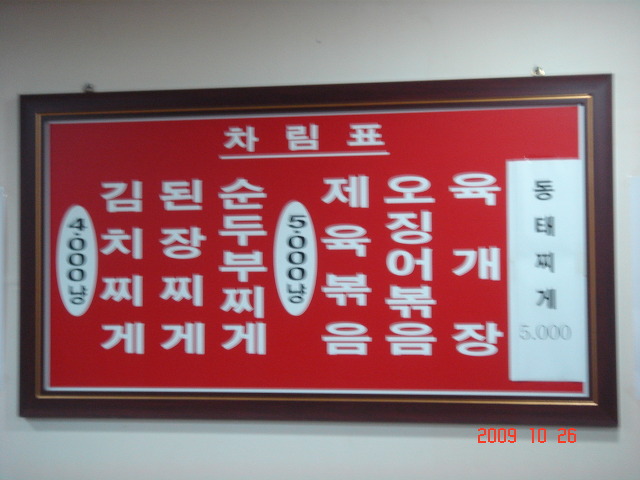 차림표
4.000냥
김치찌게
된장찌게
순두부찌게
5.000냥
제육볶음
오징어볶음
육개장
동태찌게
5.000
2009 10 26